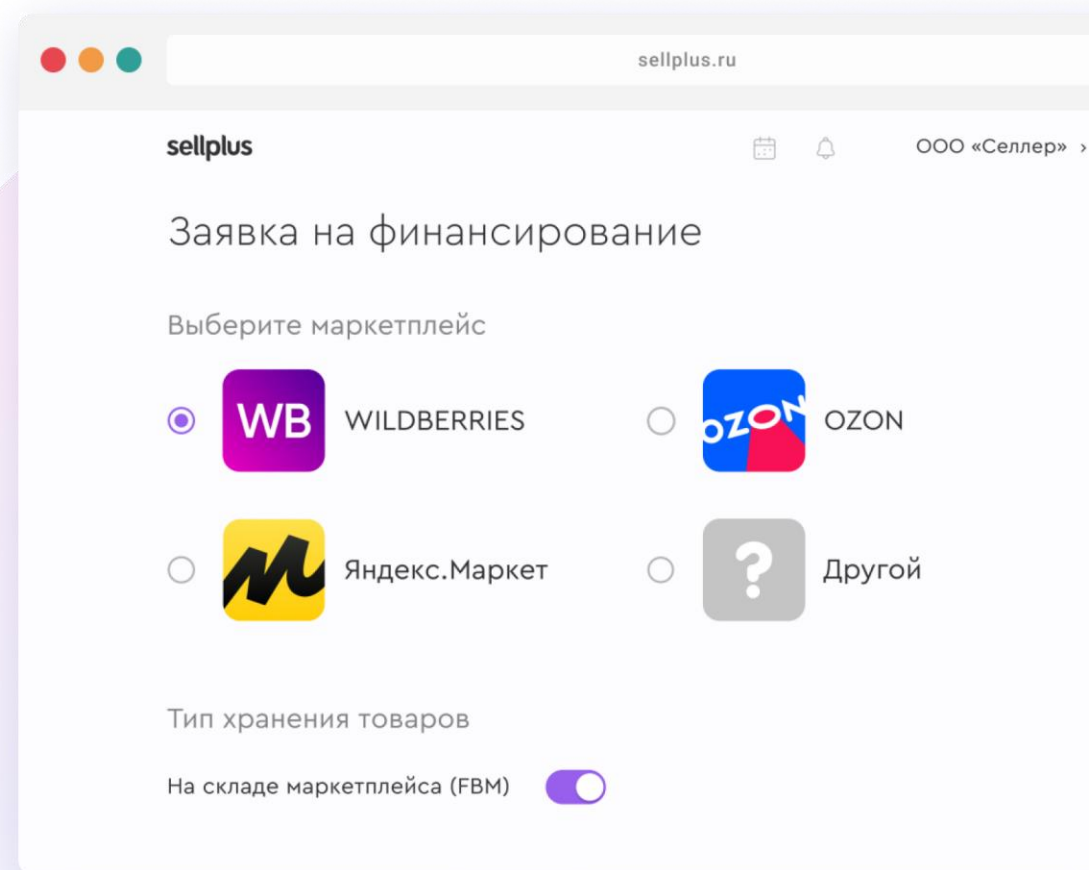 sellplus.ru
sellplus
ООО «Селлер» ›
Заявка на финансирование
Выберите маркетплейс
WB WILDBERRIES
OZON OZON
Яндекс.Маркет
? Другой
Тип хранения товаров
На складе маркетплейса (FBM)